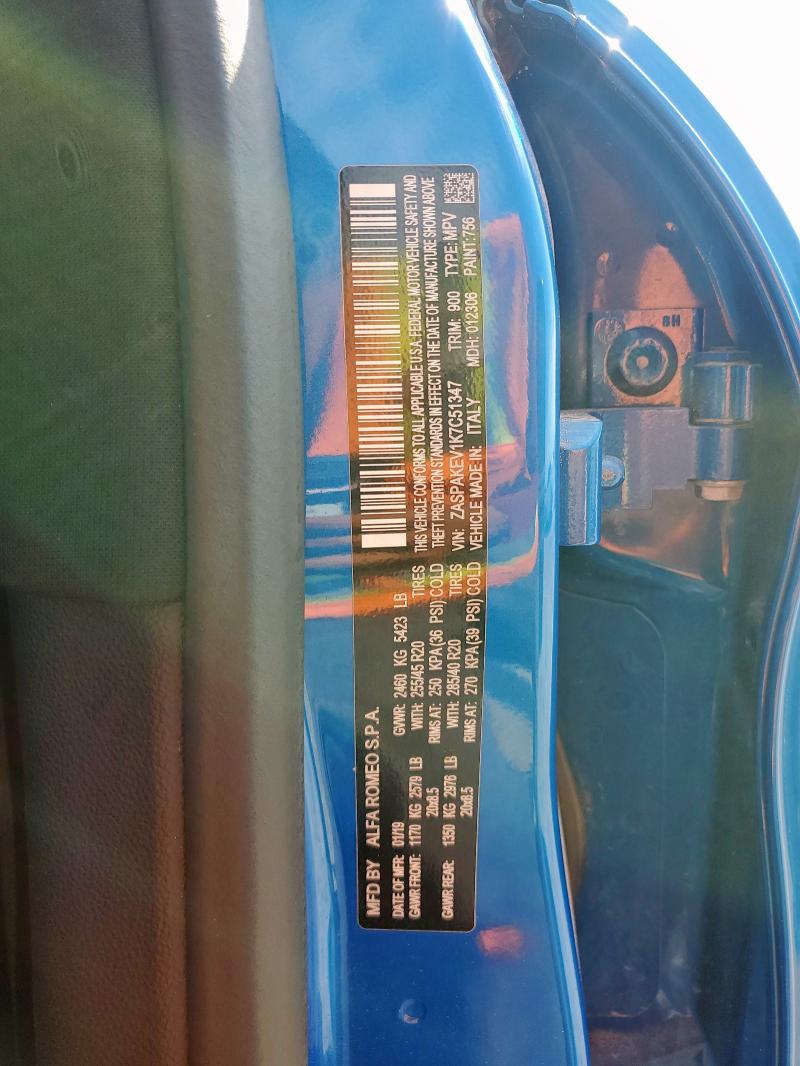 MFD BY ALFA ROMEO S.P.A.
DATE OF MFR: 01/19 GVWR: 2460 KG 5423 LB
GAWR FRONT: 1170 KG 2579 LB WITH: 255/45 R20 TIRES
20x8.5 RIMS AT: 250 KPA(36 PSI) COLD
GAWR REAR: 1350 KG 2976 LB WITH: 285/40 R20 TIRES
20x8.5 RIMS AT: 270 KPA(39 PSI) COLD
THIS VEHICLE CONFORMS TO ALL APPLICABLE U.S.A. FEDERAL MOTOR VEHICLE SAFETY AND
THEFT PREVENTION STANDARDS IN EFFECT ON THE DATE OF MANUFACTURE SHOWN ABOVE
VIN: ZASPAKEV1K7C51347 TRIM: 900 TYPE: MPV
VEHICLE MADE IN: ITALY MDH: 012306 PAINT: 756
8H